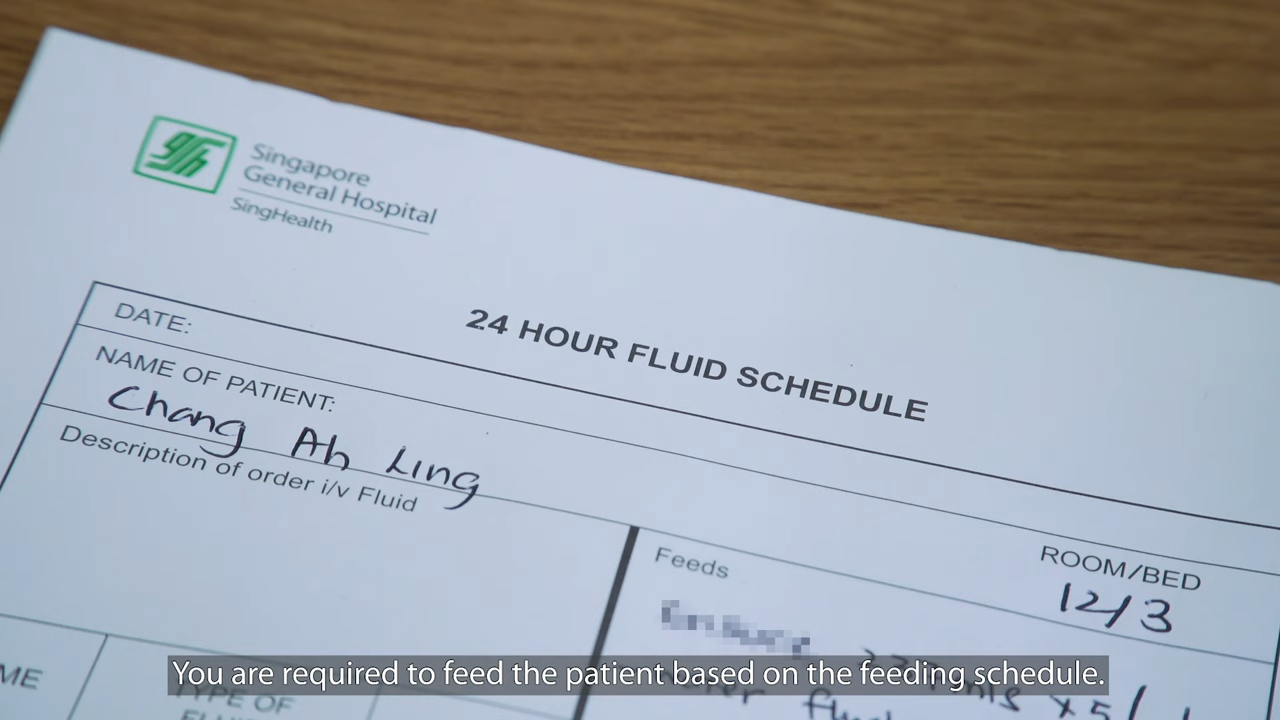 Singapore
General Hospital
SingHealth
24 HOUR FLUID SCHEDULE
DATE:
NAME OF PATIENT:
Chang Ah Ling
ROOM/BED
12/3
Description of order i/v Fluid
Feeds
x5/
TYPE OF
You are required to feed the patient based on the feeding schedule.